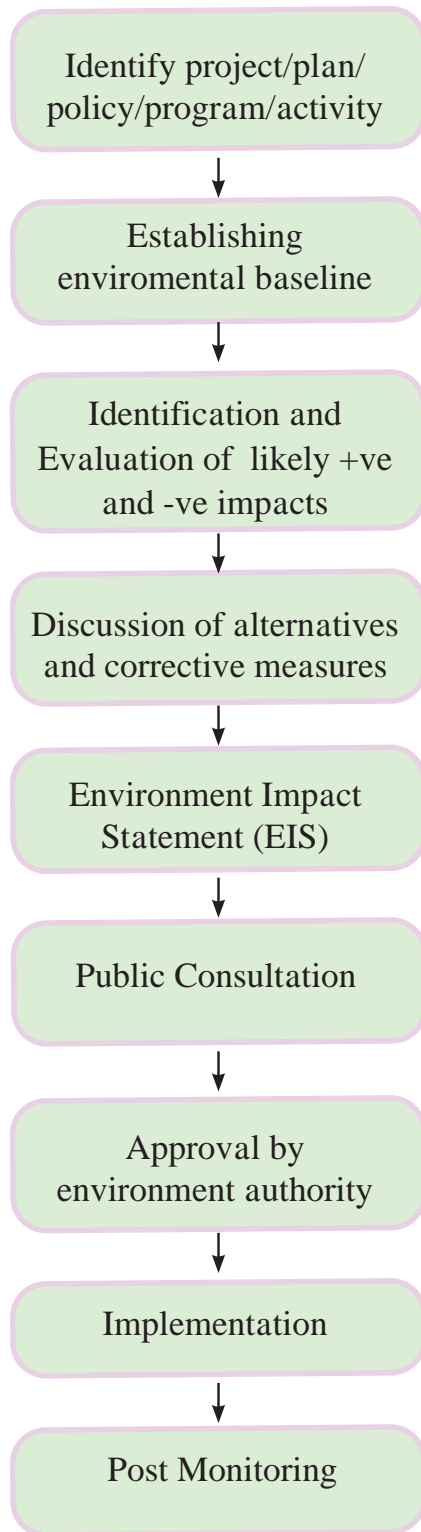 Identify project/plan/
policy/program/activity
Establishing
enviromental baseline
Identification and
Evaluation of likely +ve
and -ve impacts
Discussion of alternatives
and corrective measures
Environment Impact
Statement (EIS)
Public Consultation
Approval by
environment authority
Implementation
Post Monitoring